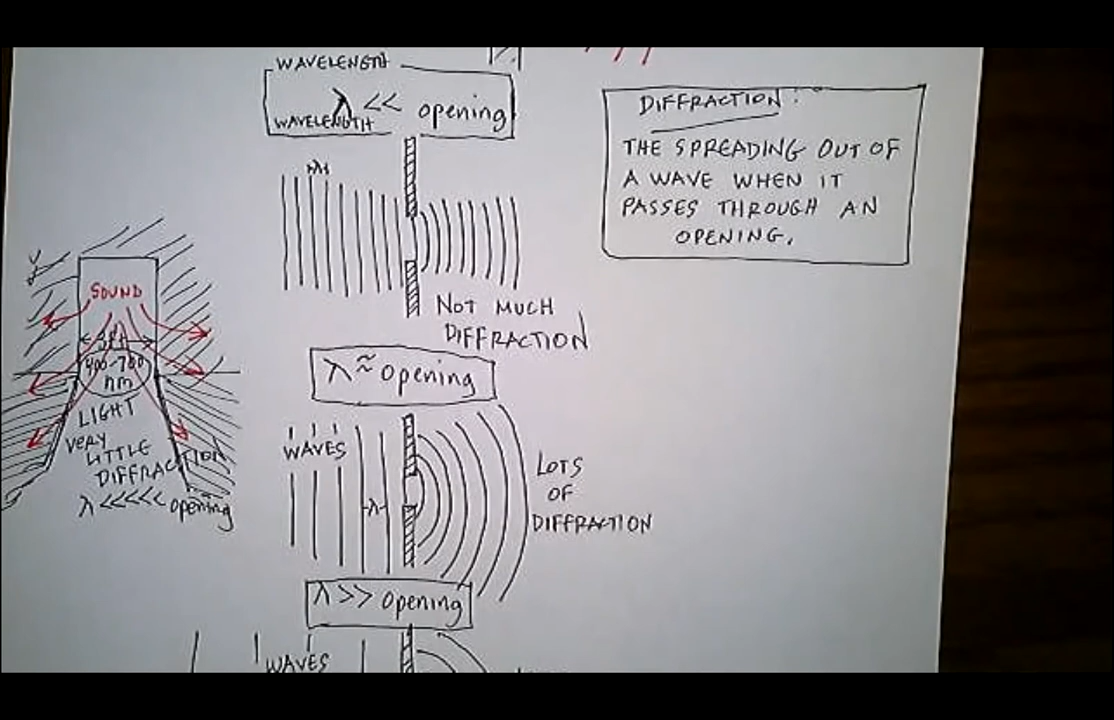 WAVELENGTH
λ << opening
WAVELENGTH
DIFFRACTION:
THE SPREADING OUT OF
A WAVE WHEN IT
PASSES THROUGH AN
OPENING.
λ
NOT MUCH
DIFFRACTION
SOUND
3ft
400-700
nm
LIGHT
VERY
LITTLE
DIFFRACTION
λ <<<<< opening
λ ≈ opening
WAVES
λ
LOTS
OF
DIFFRACTION
λ >> opening
WAVES